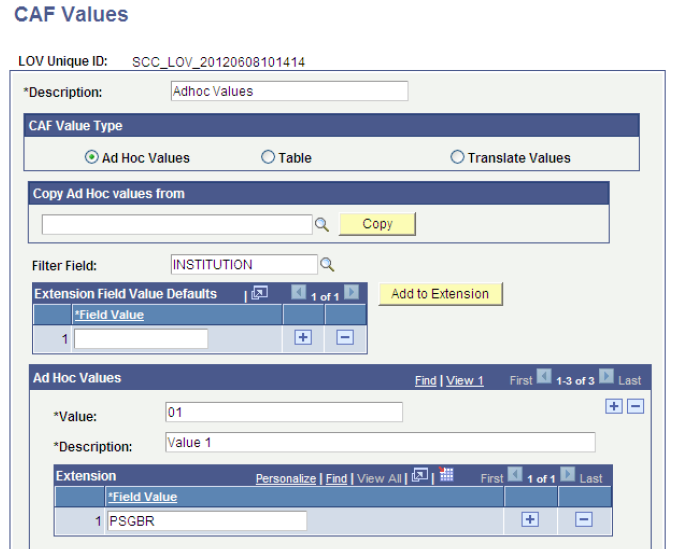 CAF Values
LOV Unique ID: SCC_LOV_20120608101414
*Description: Adhoc Values
CAF Value Type
Ad Hoc Values Table Translate Values
Copy Ad Hoc values from
Copy
Filter Field: INSTITUTION
Extension Field Value Defaults | 1 of 1
Add to Extension
*Field Value
1
Ad Hoc Values Find | View 1 First 1-3 of 3 Last
*Value: 01
*Description: Value 1
Extension Personalize | Find | View All | | First 1 of 1 Last
*Field Value
1 PSGBR